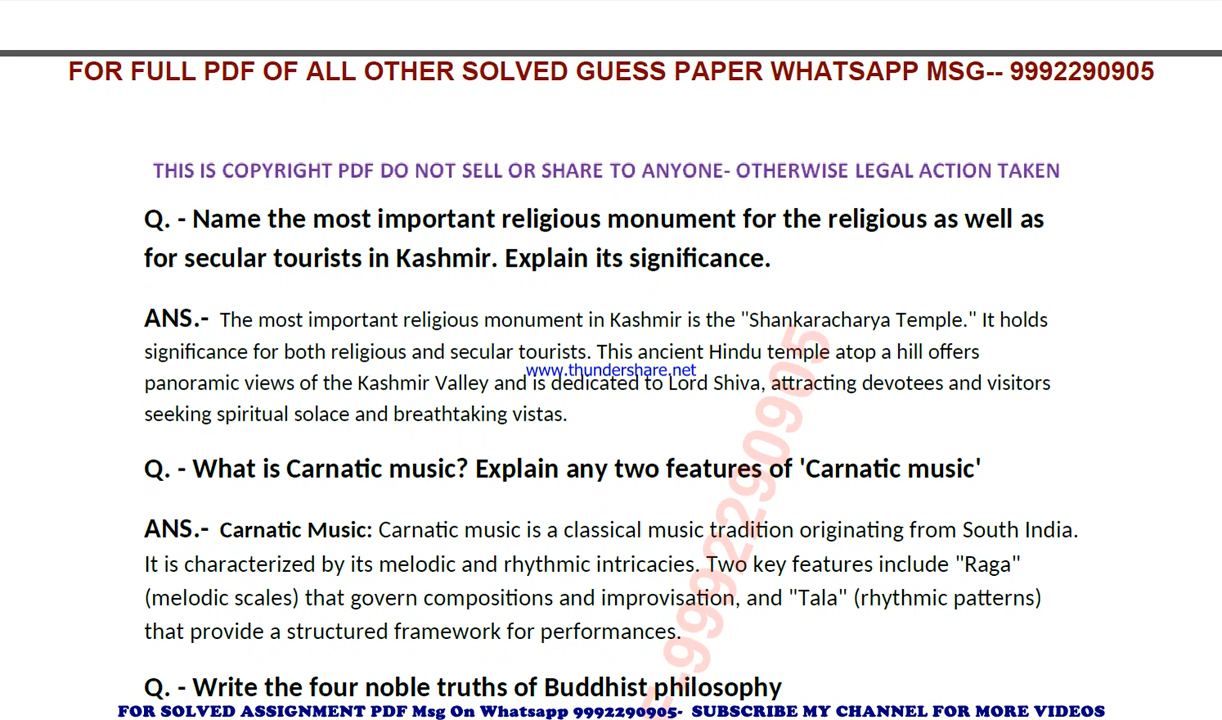 FOR FULL PDF OF ALL OTHER SOLVED GUESS PAPER WHATSAPP MSG-- 9992290905
THIS IS COPYRIGHT PDF DO NOT SELL OR SHARE TO ANYONE- OTHERWISE LEGAL ACTION TAKEN
Q. - Name the most important religious monument for the religious as well as
for secular tourists in Kashmir. Explain its significance.
ANS.- The most important religious monument in Kashmir is the "Shankaracharya Temple." It holds
significance for both religious and secular tourists. This ancient Hindu temple atop a hill offers
www.thundershare.net
panoramic views of the Kashmir Valley and is dedicated to Lord Shiva, attracting devotees and visitors
seeking spiritual solace and breathtaking vistas.
Q. - What is Carnatic music? Explain any two features of 'Carnatic music'
ANS.- Carnatic Music: Carnatic music is a classical music tradition originating from South India.
It is characterized by its melodic and rhythmic intricacies. Two key features include "Raga"
(melodic scales) that govern compositions and improvisation, and "Tala" (rhythmic patterns)
that provide a structured framework for performances.
-9992290905
Q. - Write the four noble truths of Buddhist philosophy
FOR SOLVED ASSIGNMENT PDF Msg On Whatsapp 9992290905- SUBSCRIBE MY CHANNEL FOR MORE VIDEOS